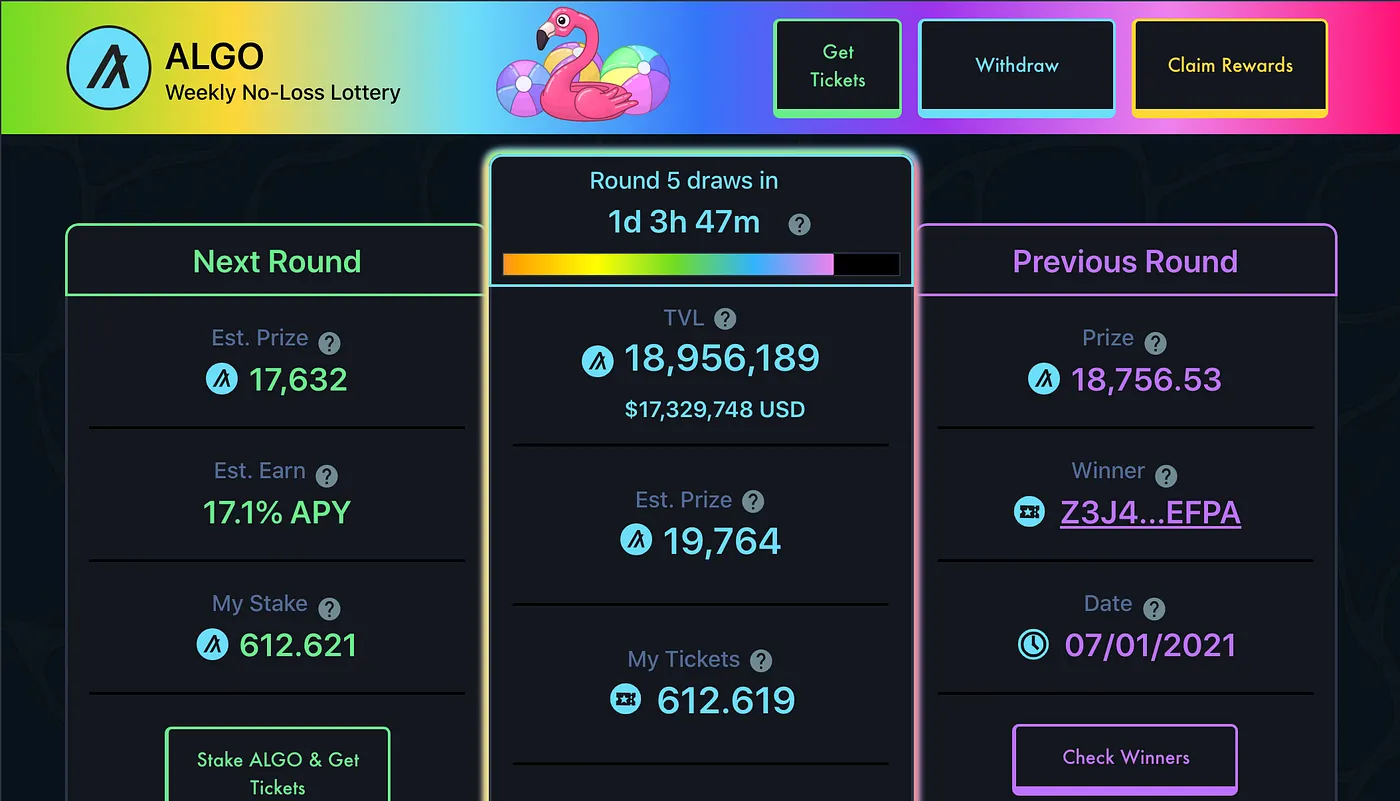 ALGO
Weekly No-Loss Lottery
Get
Tickets
Withdraw
Claim Rewards
Next Round
Est. Prize ?
17,632
Est. Earn ?
17.1% APY
My Stake ?
612.621
Stake ALGO & Get
Tickets
Round 5 draws in
1d 3h 47m ?
TVL ?
18,956,189
$17,329,748 USD
Est. Prize ?
19,764
My Tickets ?
612.619
Previous Round
Prize ?
18,756.53
Winner ?
Z3J4...EFPA
Date ?
07/01/2021
Check Winners